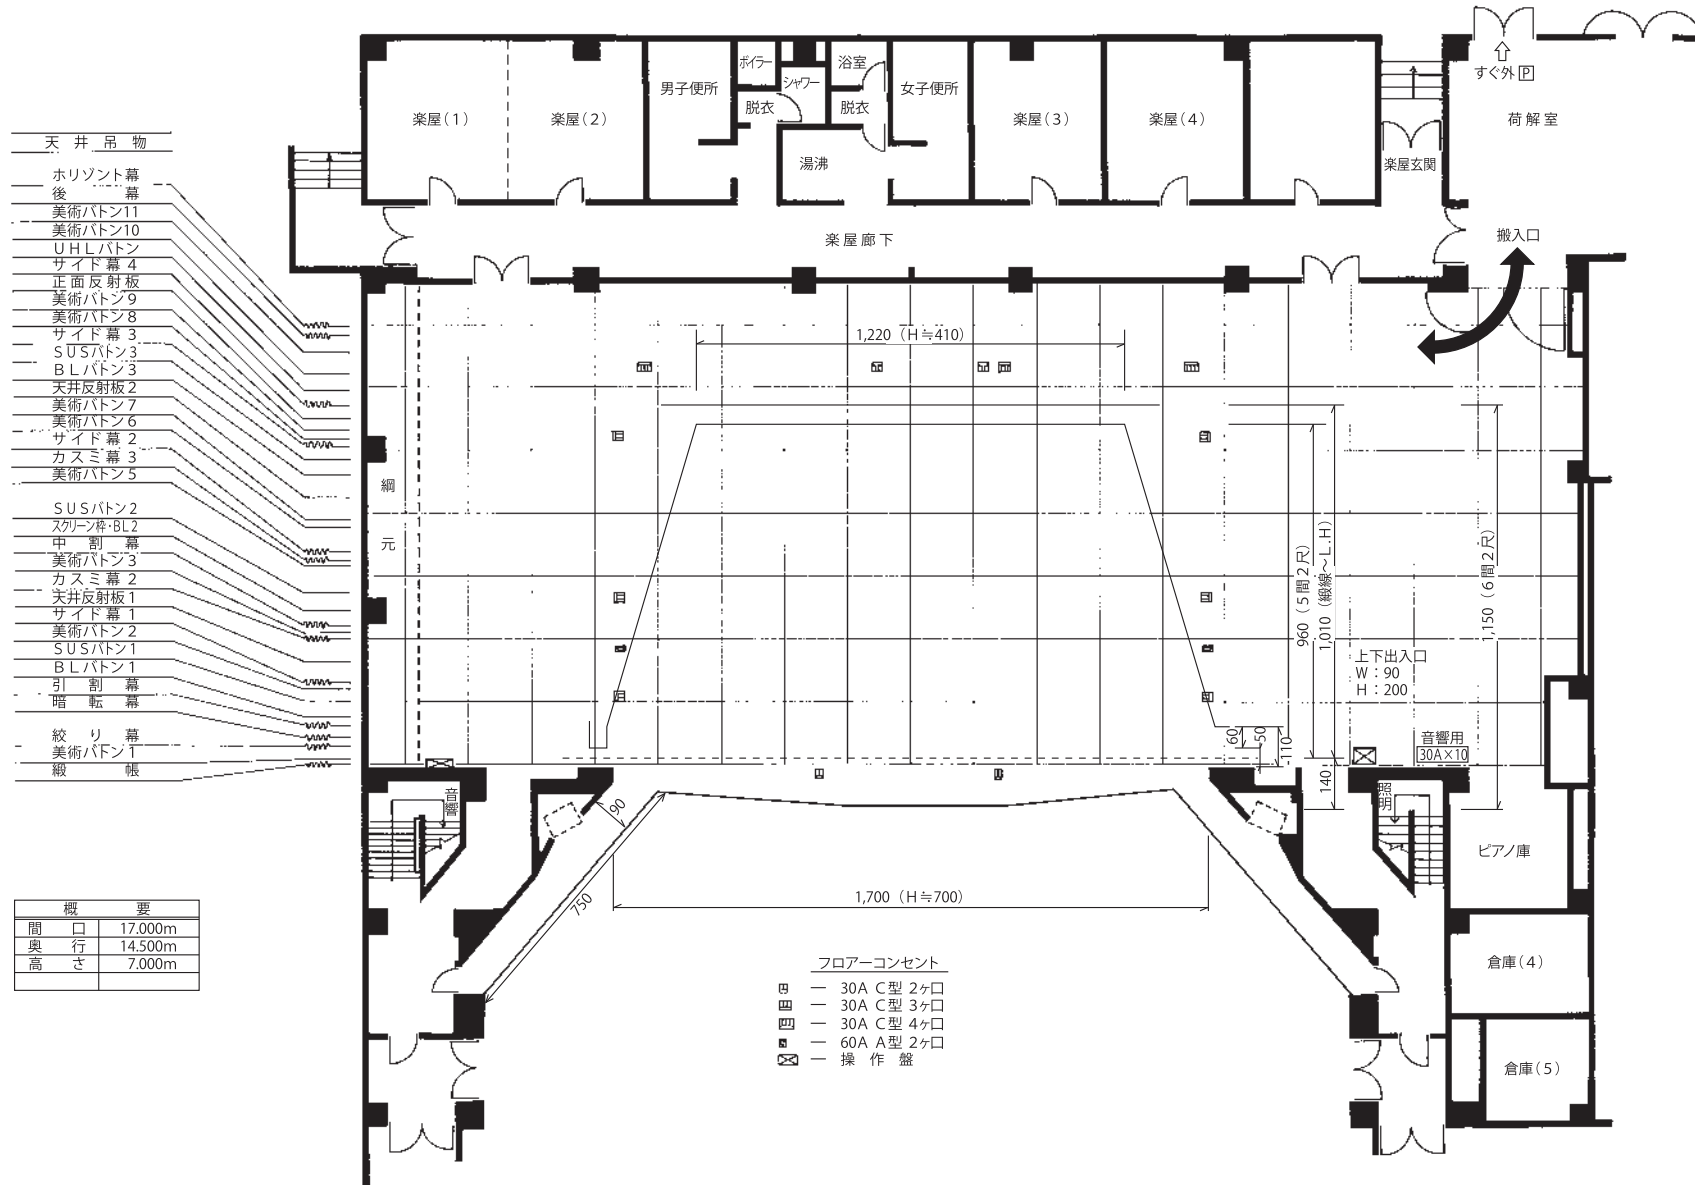 天井吊物
ホリゾント幕
後幕
美術バトン11
美術バトン10
UHLバトン
サイド幕4
正面反射板
美術バトン9
美術バトン8
サイド幕3
SUSバトン3
BLバトン3
天井反射板2
美術バトン7
美術バトン6
サイド幕2
カスミ幕3
美術バトン5
SUSバトン2
スクリーン枠・BL2
中割幕
美術バトン3
カスミ幕2
天井反射板1
サイド幕1
美術バトン2
SUSバトン1
BLバトン1
引割幕
暗転幕
絞り幕
美術バトン1
緞帳
楽屋(1)
楽屋(2)
男子便所
ボイラー
シャワー
脱衣
浴室
脱衣
湯沸
女子便所
楽屋(3)
楽屋(4)
楽屋玄関
すぐ外 P
荷解室
楽屋廊下
搬入口
綱元
1,220 (H≒410)
960 (5間2尺)
1,010 (緞線~L.H)
1,150 (6間2尺)
上下出入口
W:90
H:200
60
50
110
140
音響用
30A×10
音響
照明
90
750
1,700 (H≒700)
ピアノ庫
倉庫(4)
倉庫(5)
概要
間口 17.000m
奥行 14.500m
高さ 7.000m
フロアーコンセント
― 30A C型 2ヶ口
― 30A C型 3ヶ口
― 30A C型 4ヶ口
― 60A A型 2ヶ口
― 操作盤